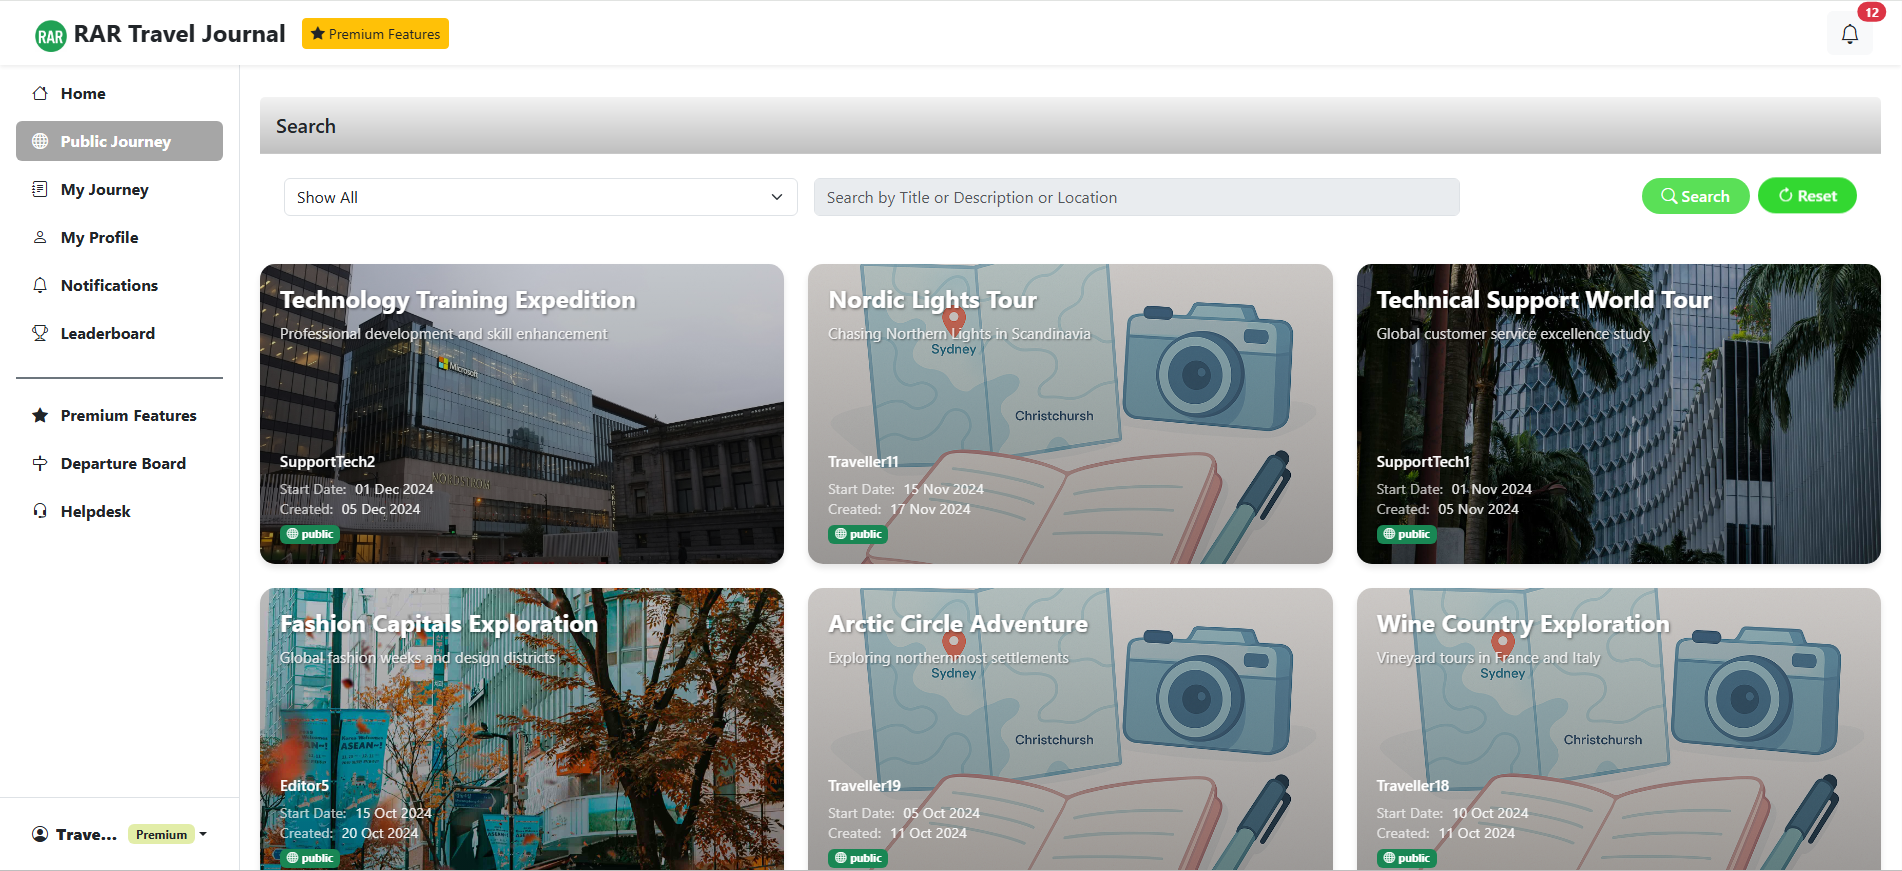 RAR RAR Travel Journal Premium Features 12
Home
Public Journey
My Journey
My Profile
Notifications
Leaderboard
Premium Features
Departure Board
Helpdesk
Trave... Premium
Search
Show All Search by Title or Description or Location Search Reset
Technology Training Expedition
Professional development and skill enhancement
Microsoft
NORDSTROM
SupportTech2
Start Date: 01 Dec 2024
Created: 05 Dec 2024
public
Nordic Lights Tour
Chasing Northern Lights in Scandinavia
Sydney
Christchursh
Traveller11
Start Date: 15 Nov 2024
Created: 17 Nov 2024
public
Technical Support World Tour
Global customer service excellence study
SupportTech1
Start Date: 01 Nov 2024
Created: 05 Nov 2024
public
Fashion Capitals Exploration
Global fashion weeks and design districts
Korea Welcomes
ASEAN~!
Editor5
Start Date: 15 Oct 2024
Created: 20 Oct 2024
public
Arctic Circle Adventure
Exploring northernmost settlements
Sydney
Christchursh
Traveller19
Start Date: 05 Oct 2024
Created: 11 Oct 2024
public
Wine Country Exploration
Vineyard tours in France and Italy
Sydney
Christchursh
Traveller18
Start Date: 10 Oct 2024
Created: 11 Oct 2024
public